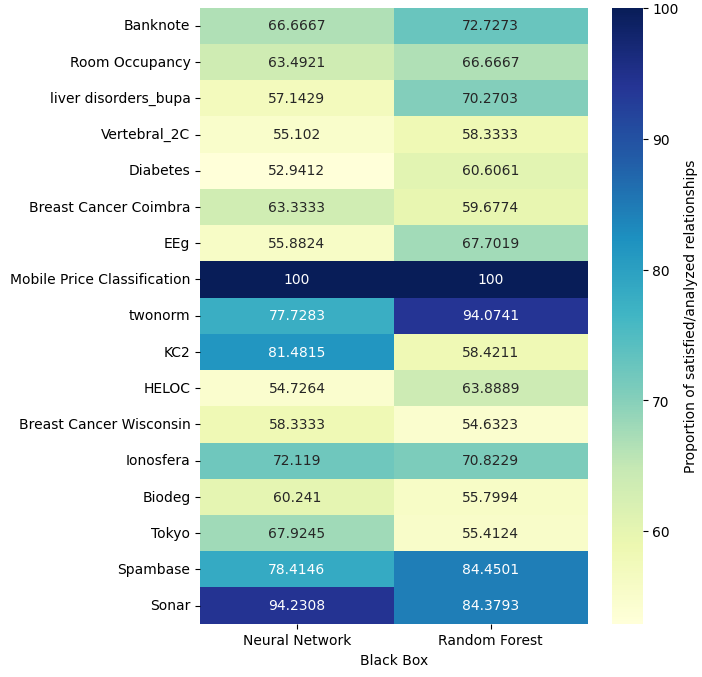 Banknote 66.6667 72.7273
Room Occupancy 63.4921 66.6667
liver disorders_bupa 57.1429 70.2703
Vertebral_2C 55.102 58.3333
Diabetes 52.9412 60.6061
Breast Cancer Coimbra 63.3333 59.6774
EEg 55.8824 67.7019
Mobile Price Classification 100 100
twonorm 77.7283 94.0741
KC2 81.4815 58.4211
HELOC 54.7264 63.8889
Breast Cancer Wisconsin 58.3333 54.6323
Ionosfera 72.119 70.8229
Biodeg 60.241 55.7994
Tokyo 67.9245 55.4124
Spambase 78.4146 84.4501
Sonar 94.2308 84.3793
Neural Network Random Forest
Black Box
100
90
80
70
60
Proportion of satisfied/analyzed relationships